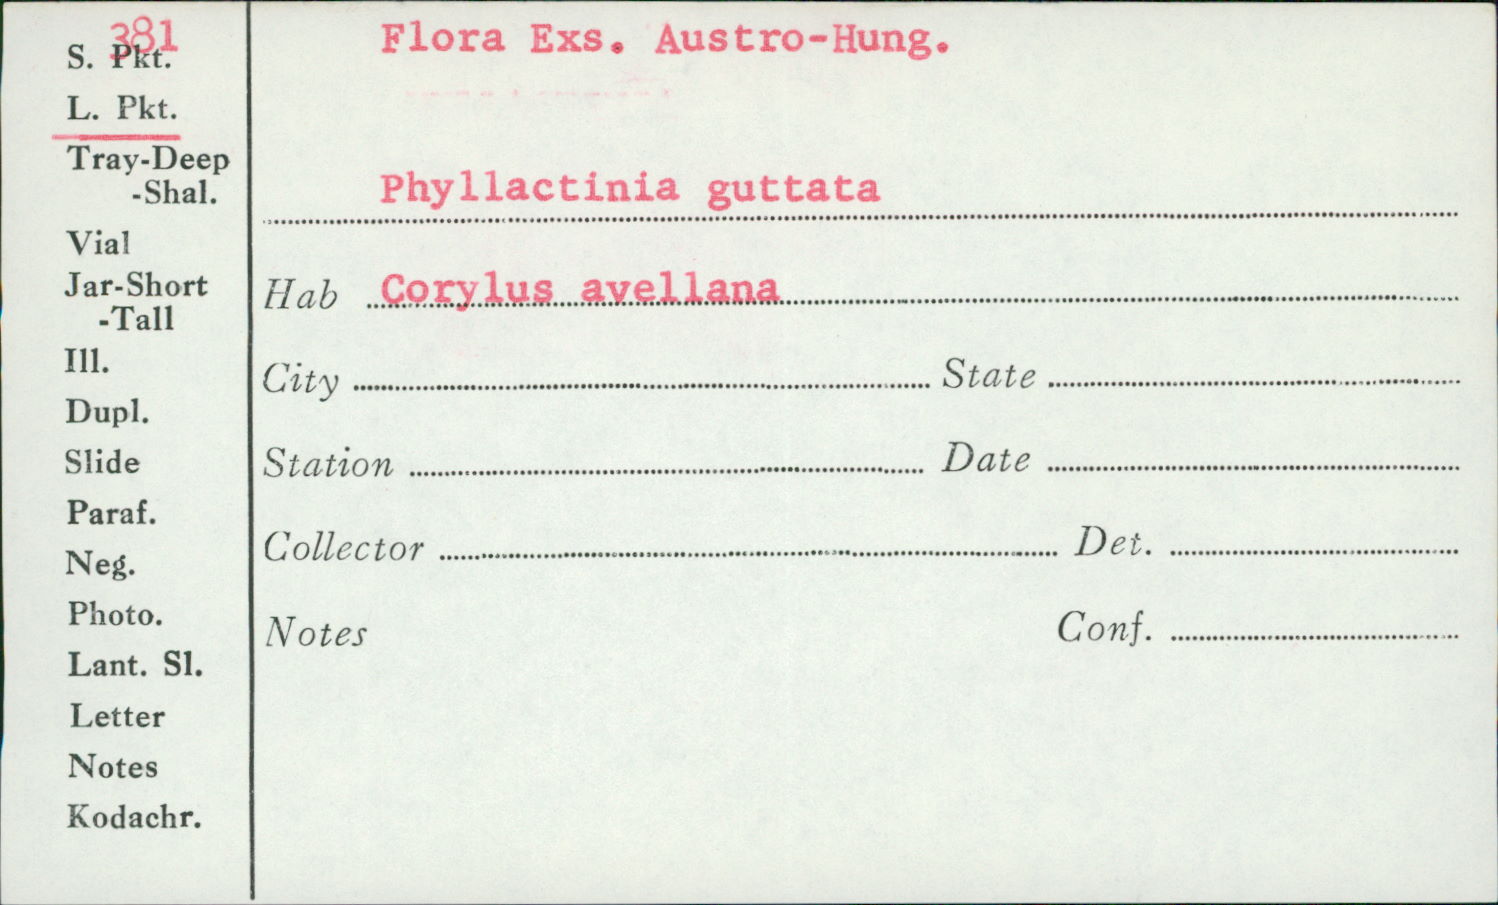 381
S. Pkt.
L. Pkt.
Tray-Deep
-Shal.
Vial
Jar-Short
-Tall
Ill.
Dupl.
Slide
Paraf.
Neg.
Photo.
Lant. Sl.
Letter
Notes
Kodachr.
Flora Exs. Austro-Hung.
Phyllactinia guttata
Hab Corylus avellana
City State
Station Date
Collector Det.
Notes Conf.